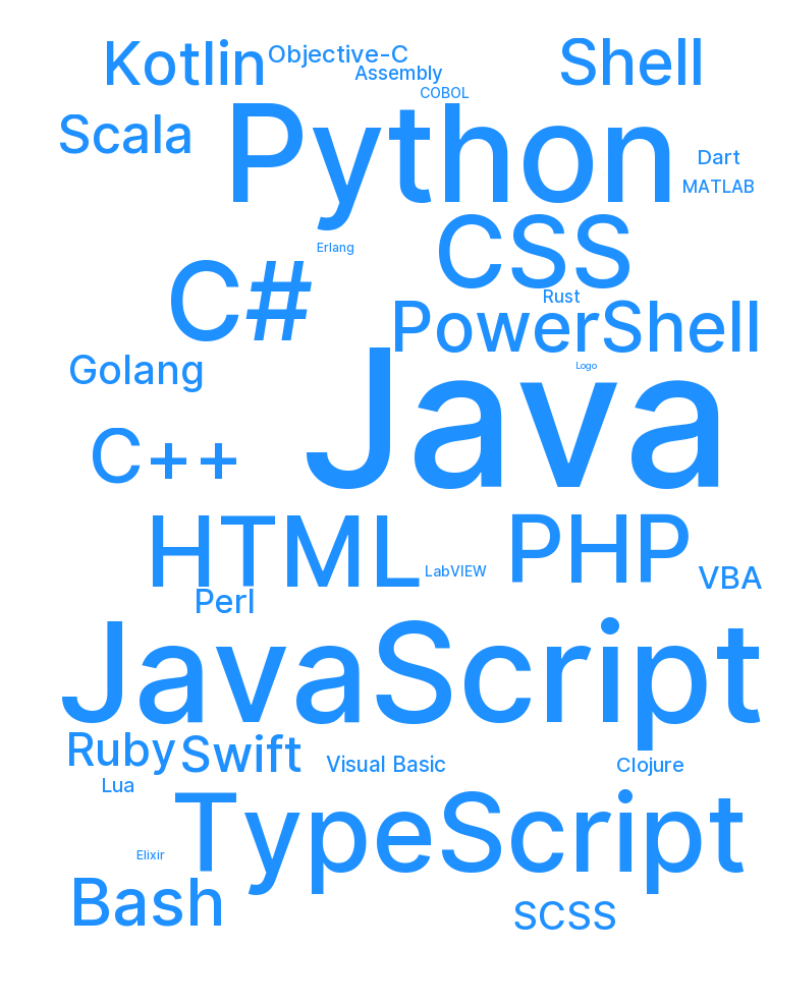 Kotlin
Objective-C
Shell
Assembly
COBOL
Scala
Python
Dart
MATLAB
CSS
Erlang
C#
Rust
PowerShell
Golang
Logo
Java
C++
HTML
PHP
LabVIEW
VBA
Perl
JavaScript
Ruby
Swift
Visual Basic
Clojure
Lua
TypeScript
Elixir
Bash
SCSS